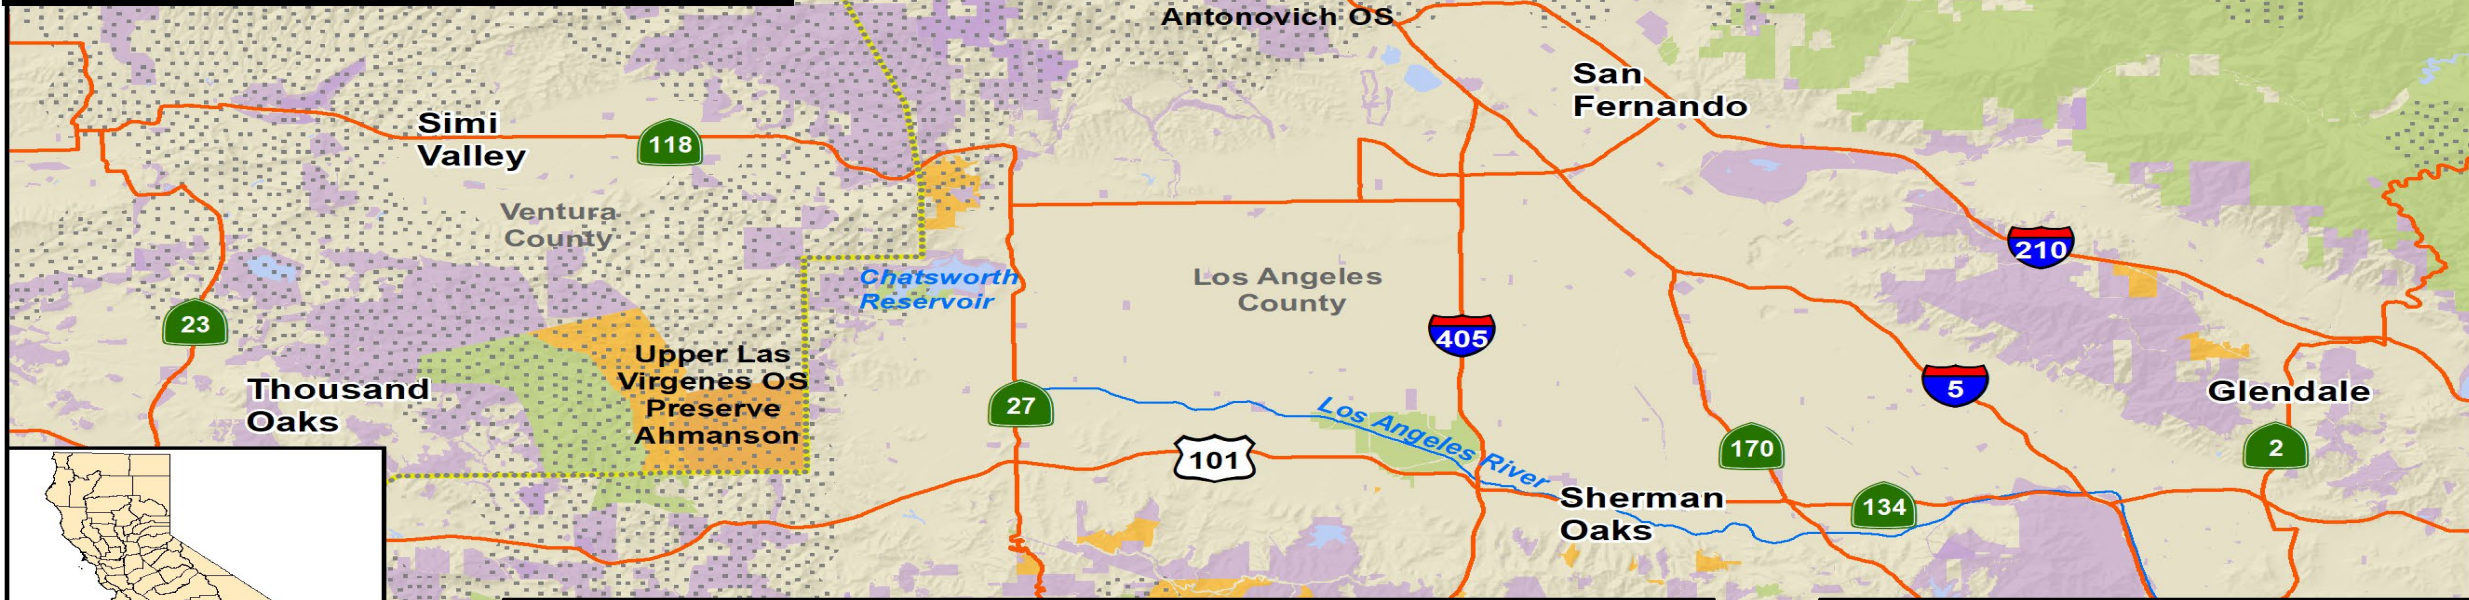 Antonovich OS
San
Fernando
Simi
Valley
118
Ventura
County
210
Chatsworth
Reservoir
Los Angeles
County
23
405
Upper Las
Virgenes OS
Preserve
Ahmanson
Thousand
Oaks
27
Los Angeles River
5
Glendale
101
170
2
Sherman
Oaks
134